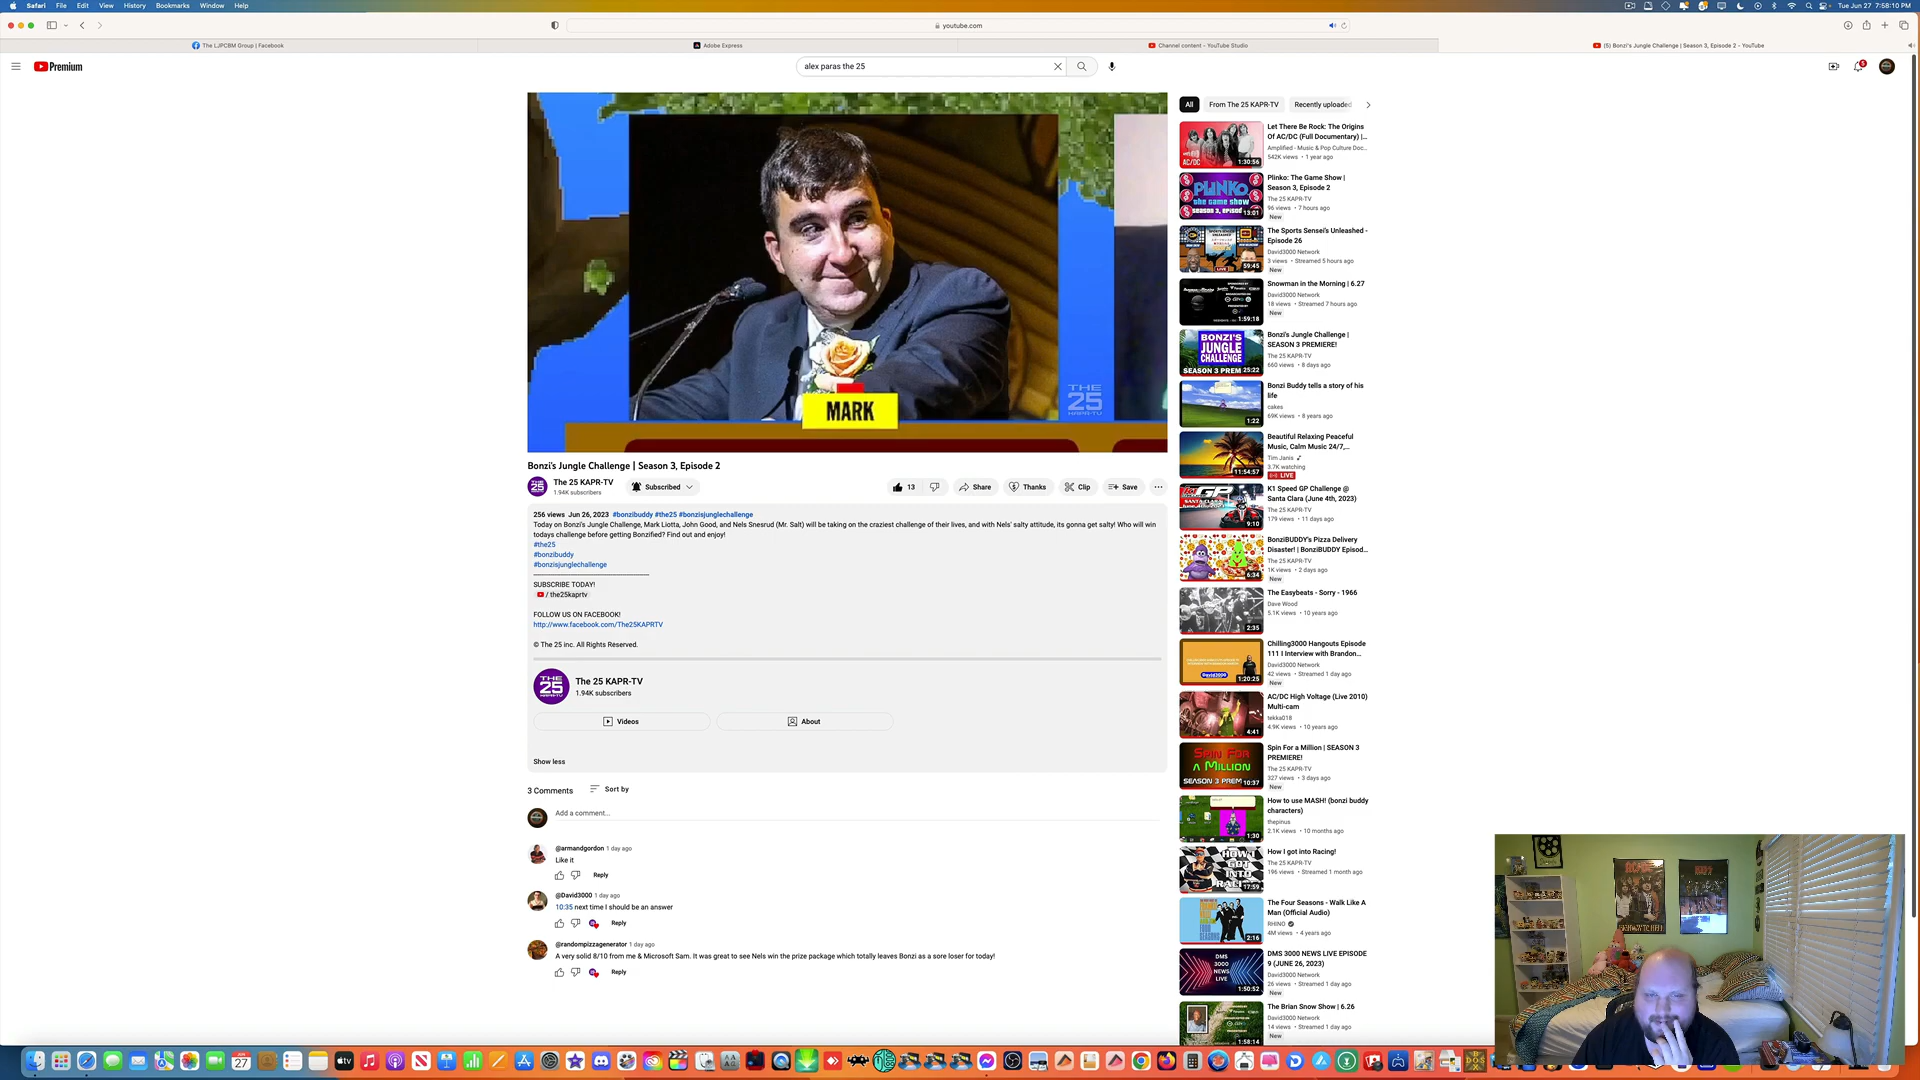 Safari File Edit View History Bookmarks Window Help
Tue Jun 27 7:58:10 PM
youtube.com
The LJPCBM Group | Facebook
Adobe Express
Channel content - YouTube Studio
(5) Bonzi's Jungle Challenge | Season 3, Episode 2 - YouTube
Premium
alex paras the 25
MARK
THE
25
KAPR-TV
Bonzi's Jungle Challenge | Season 3, Episode 2
The 25 KAPR-TV
1.94K subscribers
Subscribed
13
Share
Thanks
Clip
Save
256 views Jun 26, 2023 #bonzibuddy #the25 #bonzisjunglechallenge
Today on Bonzi's Jungle Challenge, Mark Liotta, John Good, and Nels Snesrud (Mr. Salt) will be taking on the craziest challenge of their lives, and with Nels' salty attitude, its gonna get salty! Who will win
todays challenge before getting Bonzified? Find out and enjoy!
#the25
#bonzibuddy
#bonzisjunglechallenge
SUBSCRIBE TODAY!
/ the25kaprtv
FOLLOW US ON FACEBOOK!
http://www.facebook.com/The25KAPRTV
© The 25 inc. All Rights Reserved.
THE
25
The 25 KAPR-TV
1.94K subscribers
Videos
About
Show less
3 Comments
Sort by
Add a comment...
@armandgordon 1 day ago
Like it
Reply
@David3000 1 day ago
10:35 next time I should be an answer
Reply
@randompizzagenerator 1 day ago
A very solid 8/10 from me & Microsoft Sam. It was great to see Nels win the prize package which totally leaves Bonzi as a sore loser for today!
Reply
All
From The 25 KAPR-TV
Recently uploaded
AC/DC
1:30:56
Let There Be Rock: The Origins
Of AC/DC (Full Documentary) |...
Amplified - Music & Pop Culture Doc...
542K views • 1 year ago
PLINKO
the game show
13:01
Plinko: The Game Show |
Season 3, Episode 2
The 25 KAPR-TV
96 views • 7 hours ago
New
59:45
The Sports Sensei's Unleashed -
Episode 26
David3000 Network
3 views • Streamed 5 hours ago
New
1:59:18
Snowman in the Morning | 6.27
David3000 Network
18 views • Streamed 7 hours ago
New
BONZI'S
JUNGLE
CHALLENGE
SEASON 3 PREM
25:22
Bonzi's Jungle Challenge |
SEASON 3 PREMIERE!
The 25 KAPR-TV
660 views • 8 days ago
1:22
Bonzi Buddy tells a story of his
life
cakes
69K views • 8 years ago
11:54:57
Beautiful Relaxing Peaceful
Music, Calm Music 24/7,...
Tim Janis
3.7K watching
LIVE
GP
9:10
K1 Speed GP Challenge @
Santa Clara (June 4th, 2023)
The 25 KAPR-TV
179 views • 11 days ago
6:34
BonziBUDDY's Pizza Delivery
Disaster! | BonziBUDDY Episod...
The 25 KAPR-TV
1K views • 2 days ago
New
2:35
The Easybeats - Sorry - 1966
Dave Wood
5.1K views • 10 years ago
David3000
1:20:25
Chilling3000 Hangouts Episode
111 I Interview with Brandon...
David3000 Network
42 views • Streamed 1 day ago
New
4:41
AC/DC High Voltage (Live 2010)
Multi-cam
tekka018
4.9K views • 10 years ago
SPIN FOR
A MILLION
SEASON 3 PREM
10:37
Spin For a Million | SEASON 3
PREMIERE!
The 25 KAPR-TV
327 views • 3 days ago
New
1:30
How to use MASH! (bonzi buddy
characters)
thepinus
2.1K views • 10 months ago
HOW I
GOT
INTO
17:59
How I got into Racing!
The 25 KAPR-TV
196 views • Streamed 1 month ago
2:16
The Four Seasons - Walk Like A
Man (Official Audio)
RHINO
4M views • 4 years ago
DMS
3000
NEWS
LIVE
1:50:52
DMS 3000 NEWS LIVE EPISODE
9 (JUNE 26, 2023)
David3000 Network
26 views • Streamed 1 day ago
New
1:58:14
The Brian Snow Show | 6.26
David3000 Network
14 views • Streamed 1 day ago
New
AC/DC
HIGHWAY TO HELL